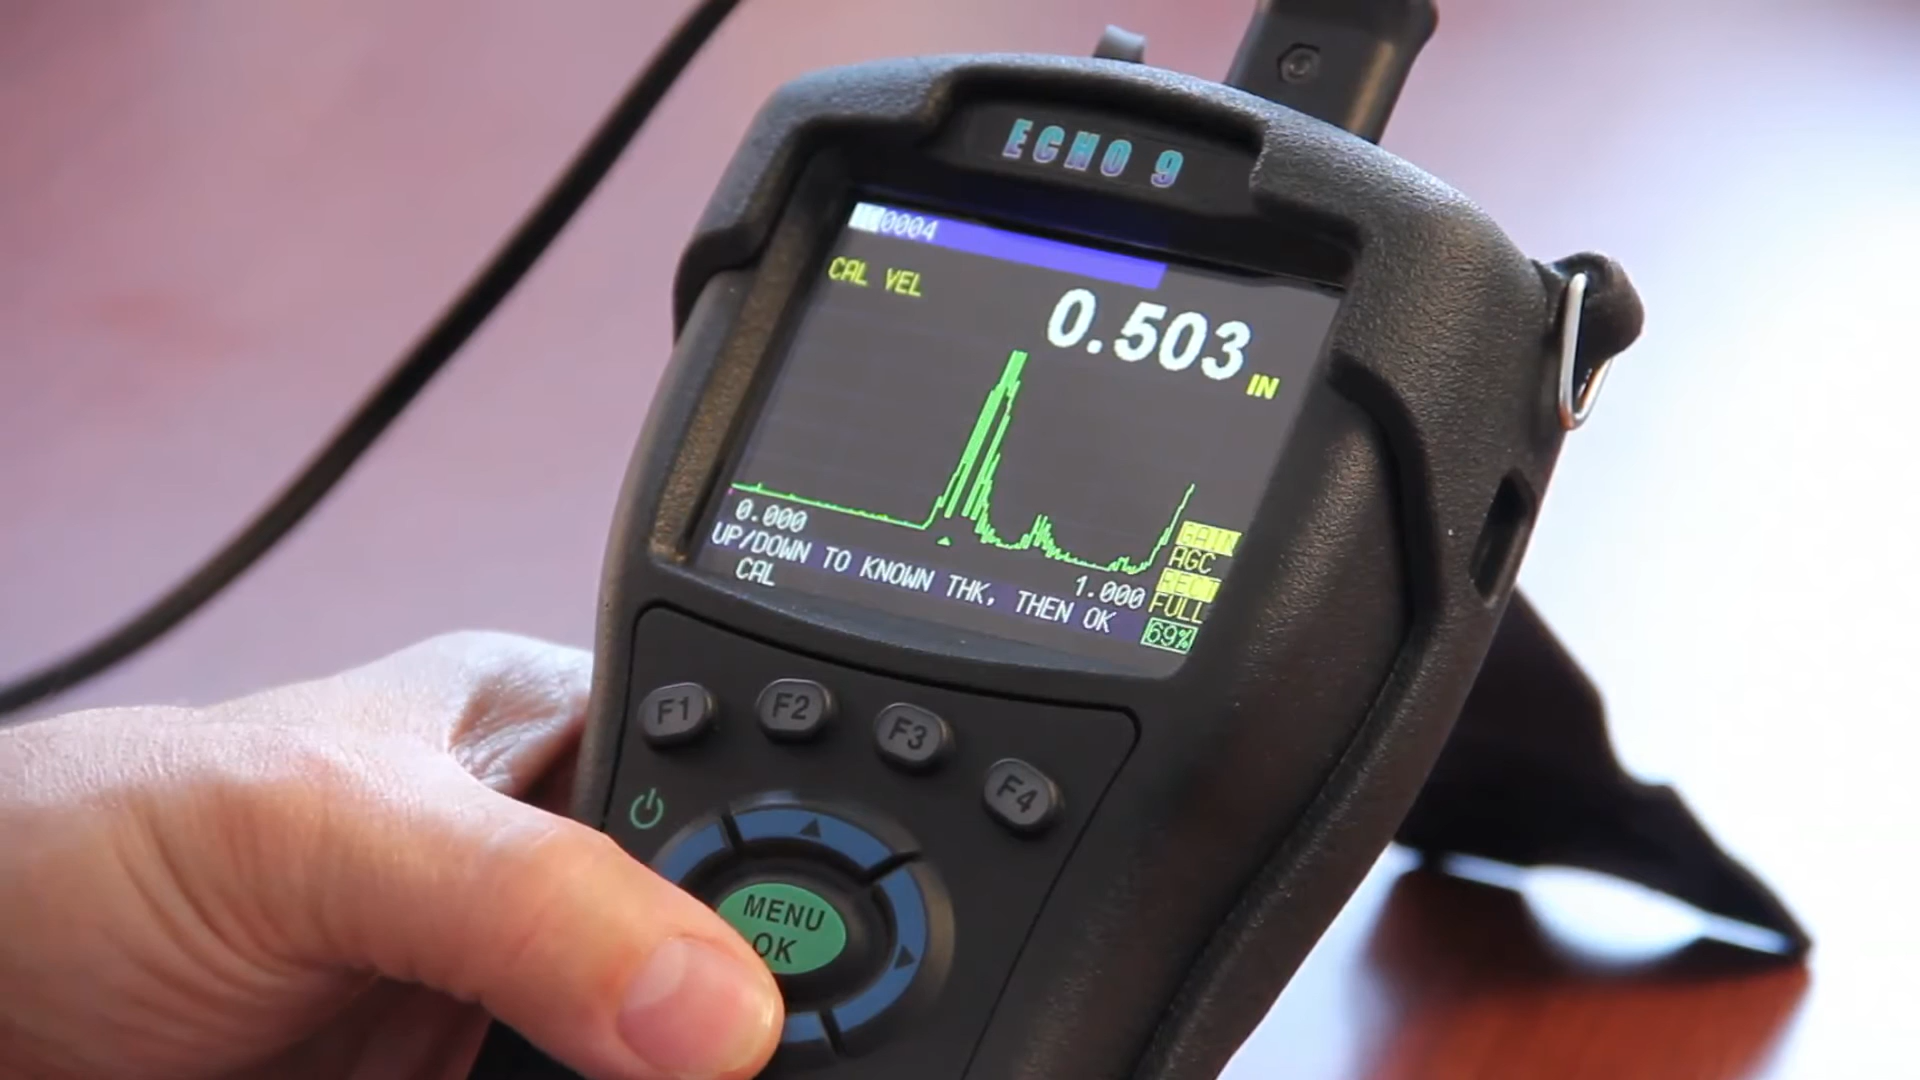 ECHO 9
0004
CAL VEL
0.503 IN
0.000
1.000
GAIN
AGC
RECT
FULL
69%
UP/DOWN TO KNOWN THK, THEN OK
CAL
F1
F2
F3
F4
MENU
OK